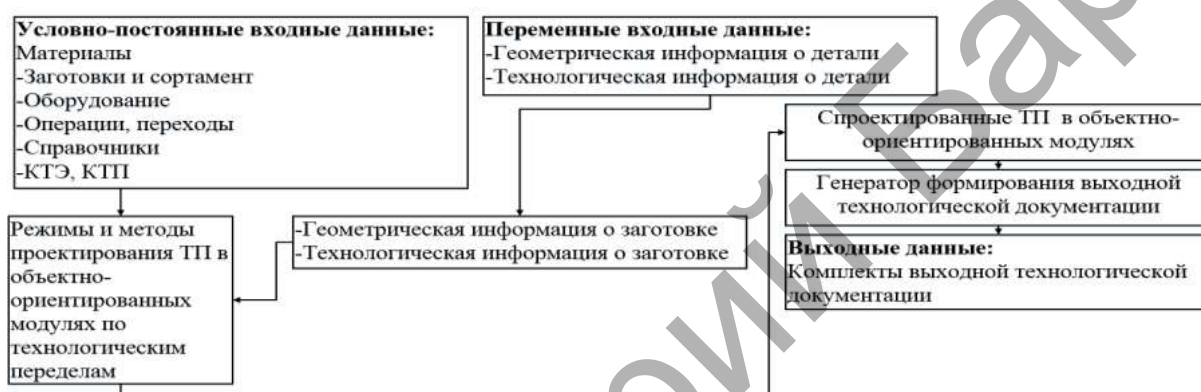 Условно-постоянные входные данные:
Материалы
-Заготовки и сортамент
-Оборудование
-Операции, переходы
-Справочники
-КТЭ, КТП
Переменные входные данные:
-Геометрическая информация о детали
-Технологическая информация о детали
Режимы и методы
проектирования ТП в
объектно-
ориентированных
модулях по
технологическим
переделам
-Геометрическая информация о заготовке
-Технологическая информация о заготовке
Спроектированные ТП в объектно-
ориентированных модулях
Генератор формирования выходной
технологической документации
Выходные данные:
Комплекты выходной технологической
документации